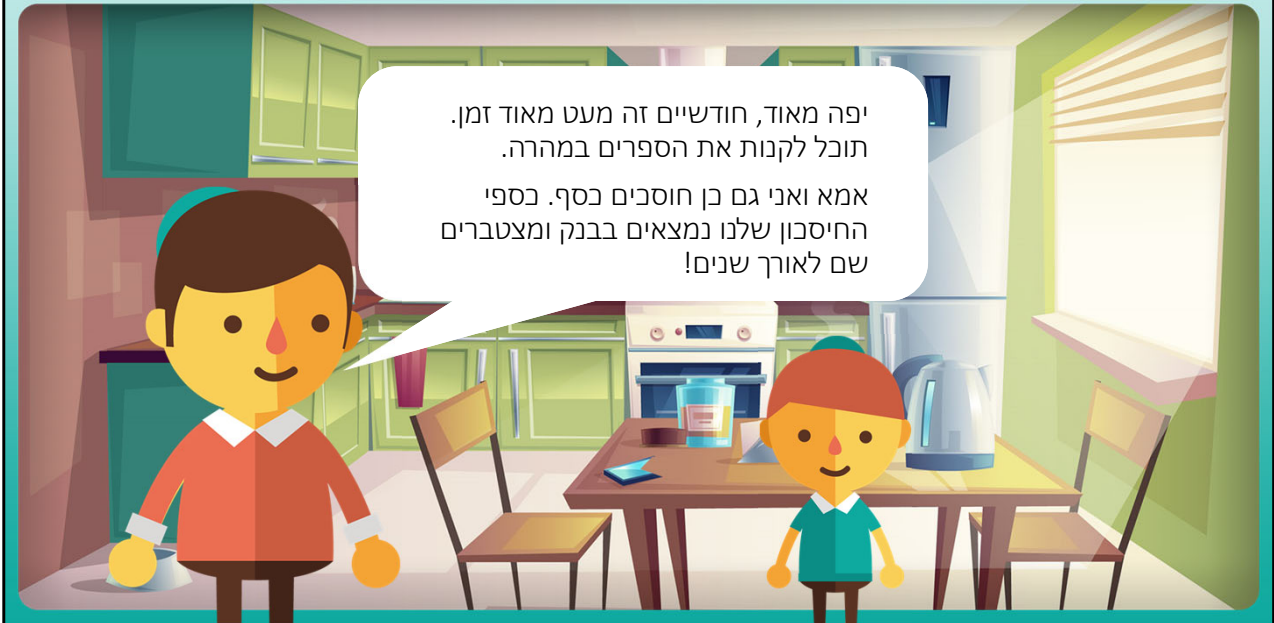 יפה מאוד, חודשיים זה מעט מאוד זמן.
תוכל לקנות את הספרים במהרה.
אמא ואני גם כן חוסכים כסף. כספי
החיסכון שלנו נמצאים בבנק ומצטברים
שם לאורך שנים!